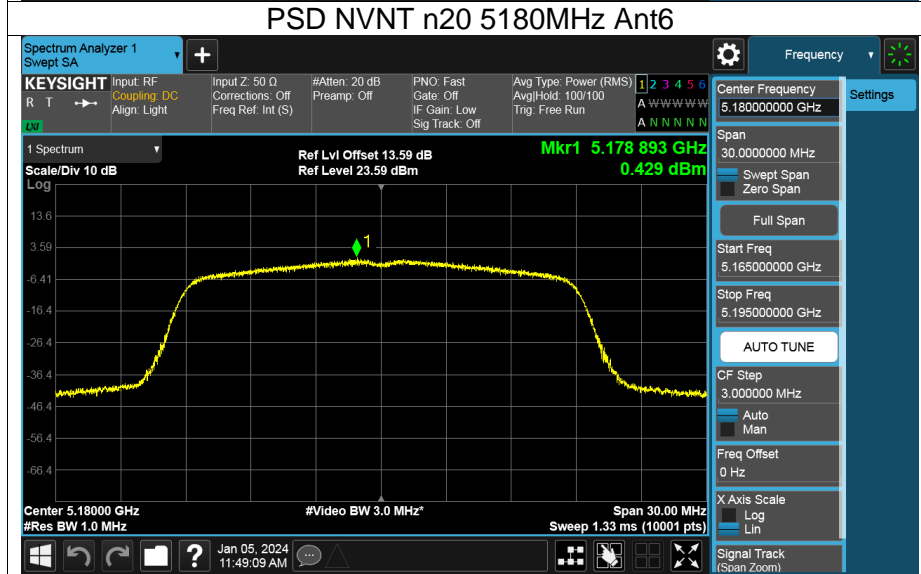 PSD NVNT n20 5180MHz Ant6
Spectrum Analyzer 1
Swept SA
+
Frequency
KEYSIGHT
R T
LXI
Input: RF
Coupling: DC
Align: Light
Input Z: 50 Ω
Corrections: Off
Freq Ref: Int (S)
#Atten: 20 dB
Preamp: Off
PNO: Fast
Gate: Off
IF Gain: Low
Sig Track: Off
Avg Type: Power (RMS)
Avg|Hold: 100/100
Trig: Free Run
1 2 3 4 5 6
A W W W W W
A N N N N N
1 Spectrum
Scale/Div 10 dB
Log
Ref Lvl Offset 13.59 dB
Ref Level 23.59 dBm
Mkr1 5.178 893 GHz
0.429 dBm
13.6
3.59
-6.41
-16.4
-26.4
-36.4
-46.4
-56.4
-66.4
1
Center 5.18000 GHz
#Res BW 1.0 MHz
#Video BW 3.0 MHz*
Span 30.00 MHz
Sweep 1.33 ms (10001 pts)
?
Jan 05, 2024
11:49:09 AM
Center Frequency
5.180000000 GHz
Settings
Span
30.0000000 MHz
Swept Span
Zero Span
Full Span
Start Freq
5.165000000 GHz
Stop Freq
5.195000000 GHz
AUTO TUNE
CF Step
3.000000 MHz
Auto
Man
Freq Offset
0 Hz
X Axis Scale
Log
Lin
Signal Track
(Span Zoom)